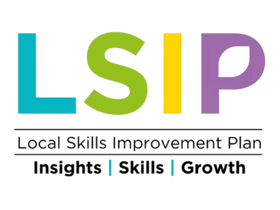 LSIP
Local Skills Improvement Plan
Insights | Skills | Growth